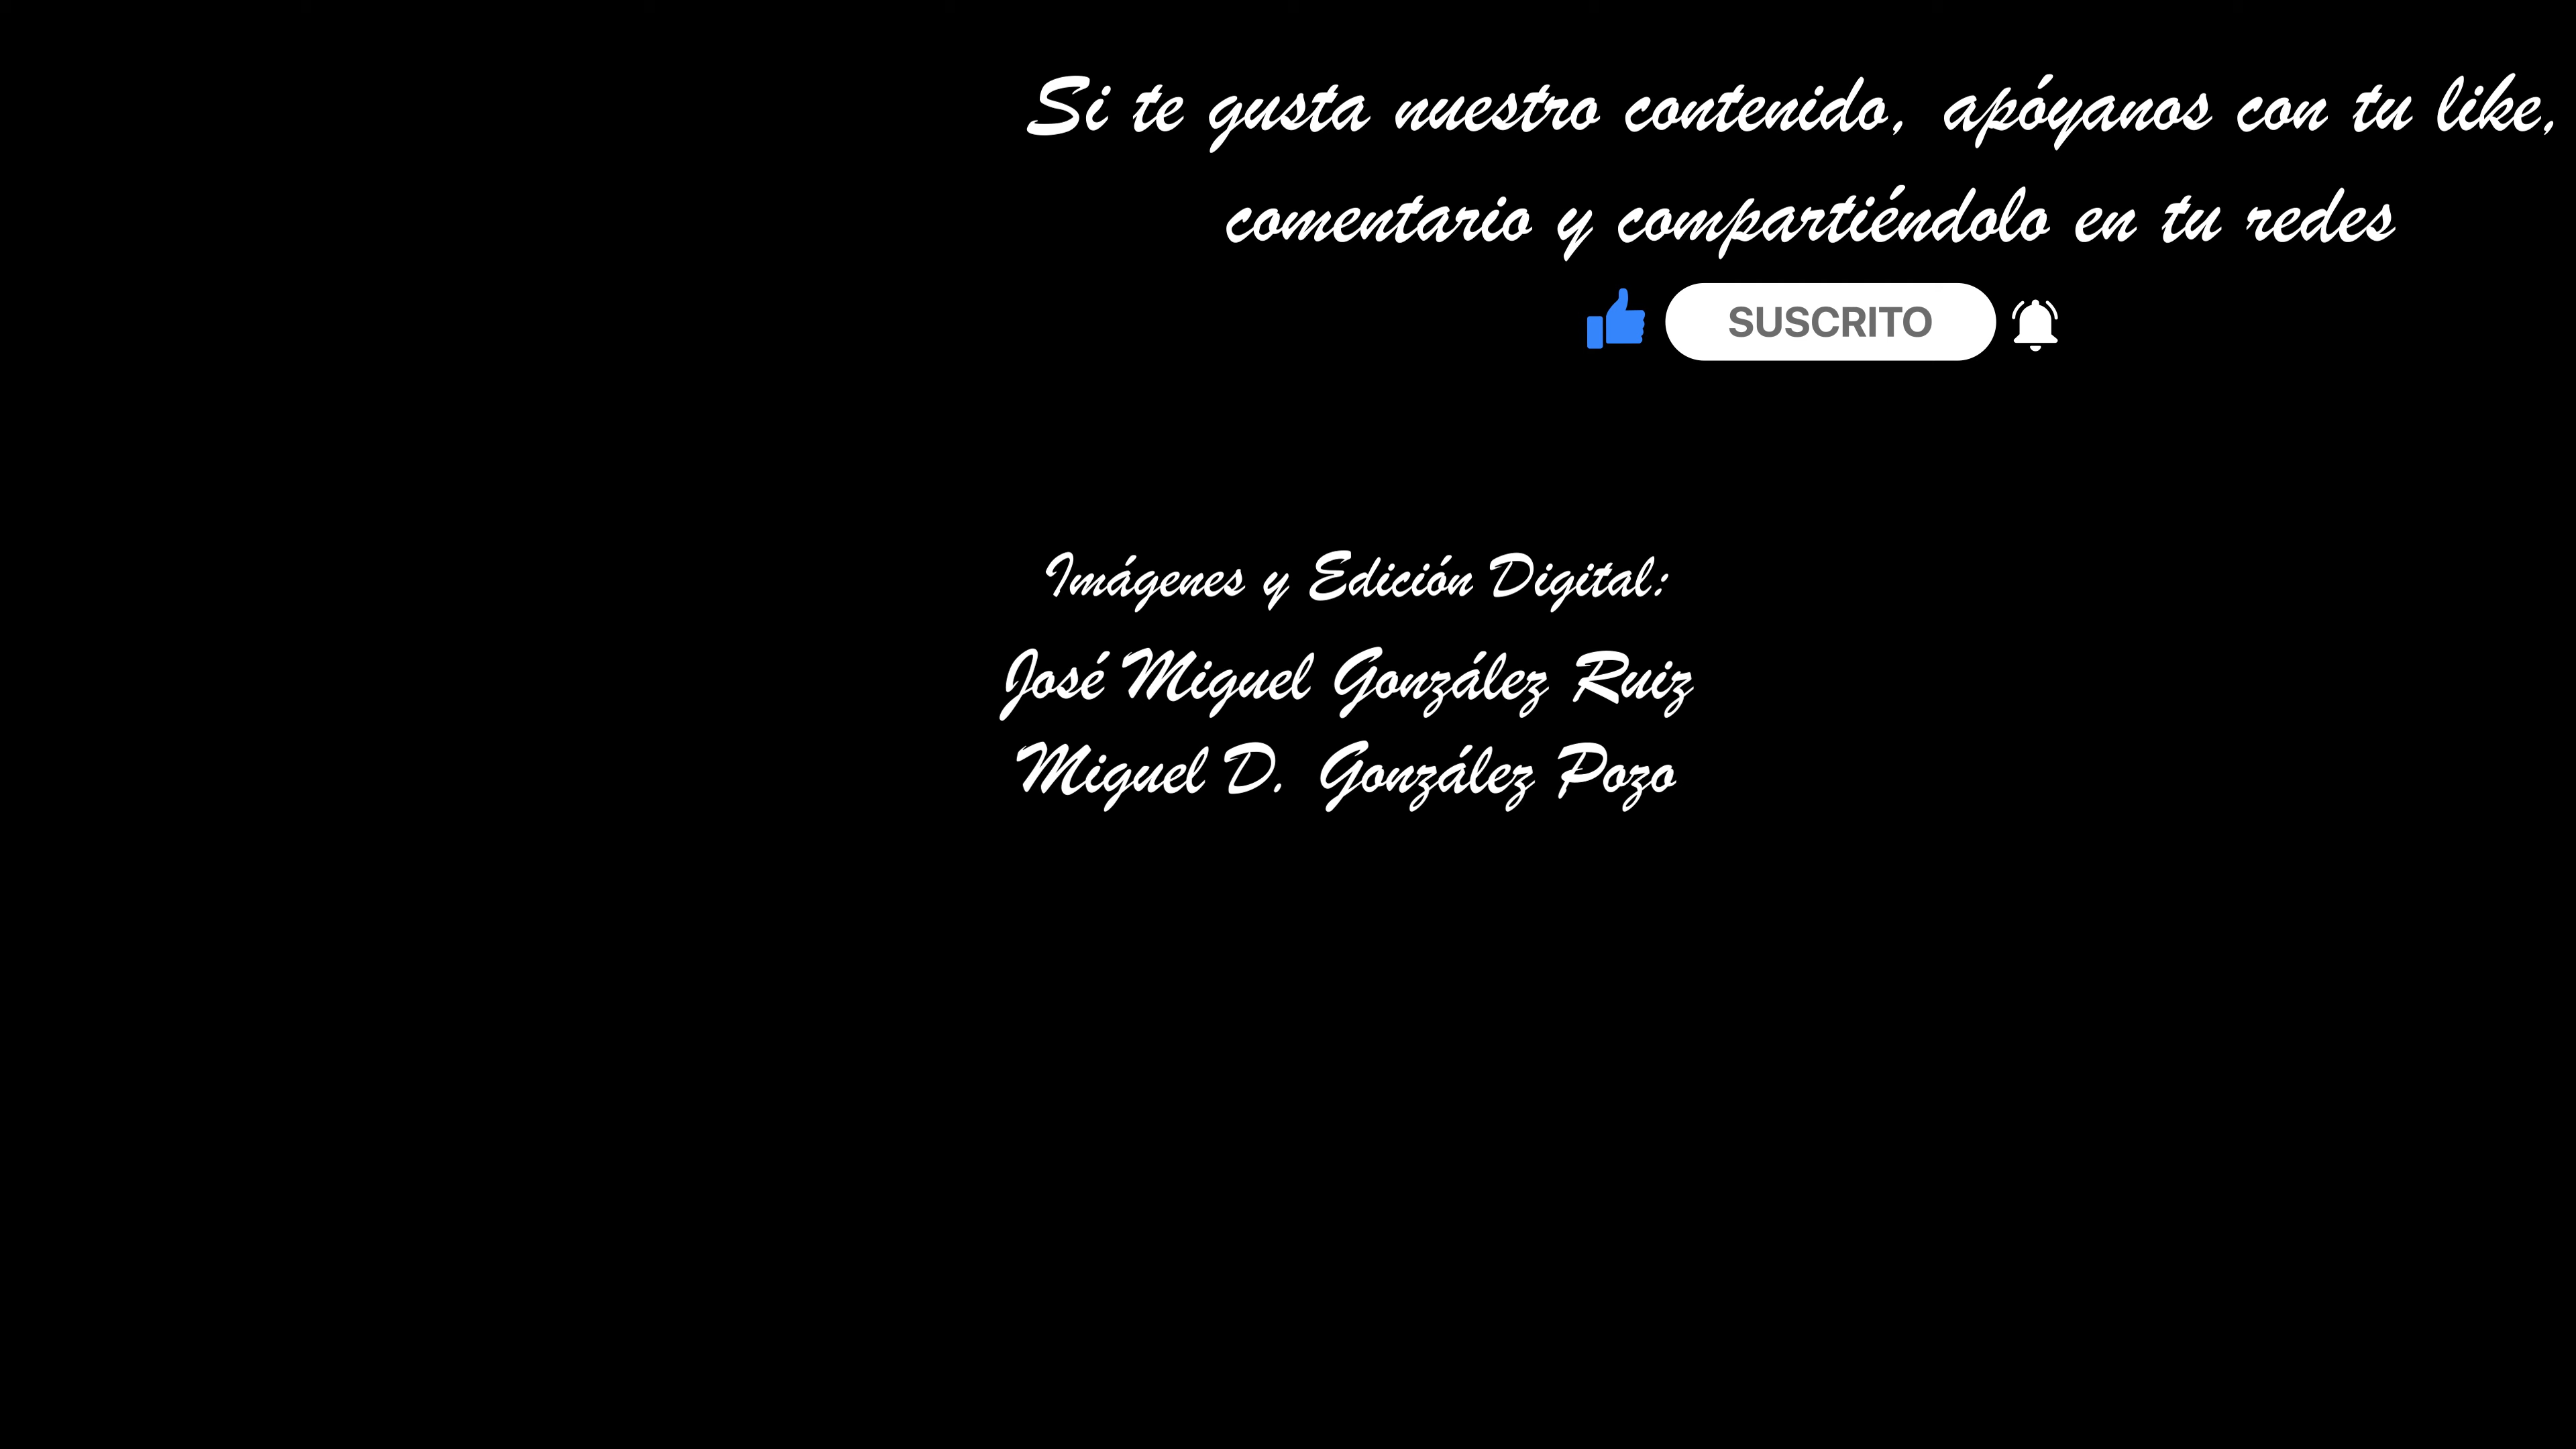 Si te gusta nuestro contenido, apóyanos con tu like,
comentario y compartiéndolo en tu redes
SUSCRITO
Imágenes y Edición Digital:
José Miguel González Ruiz
Miguel D. González Pozo